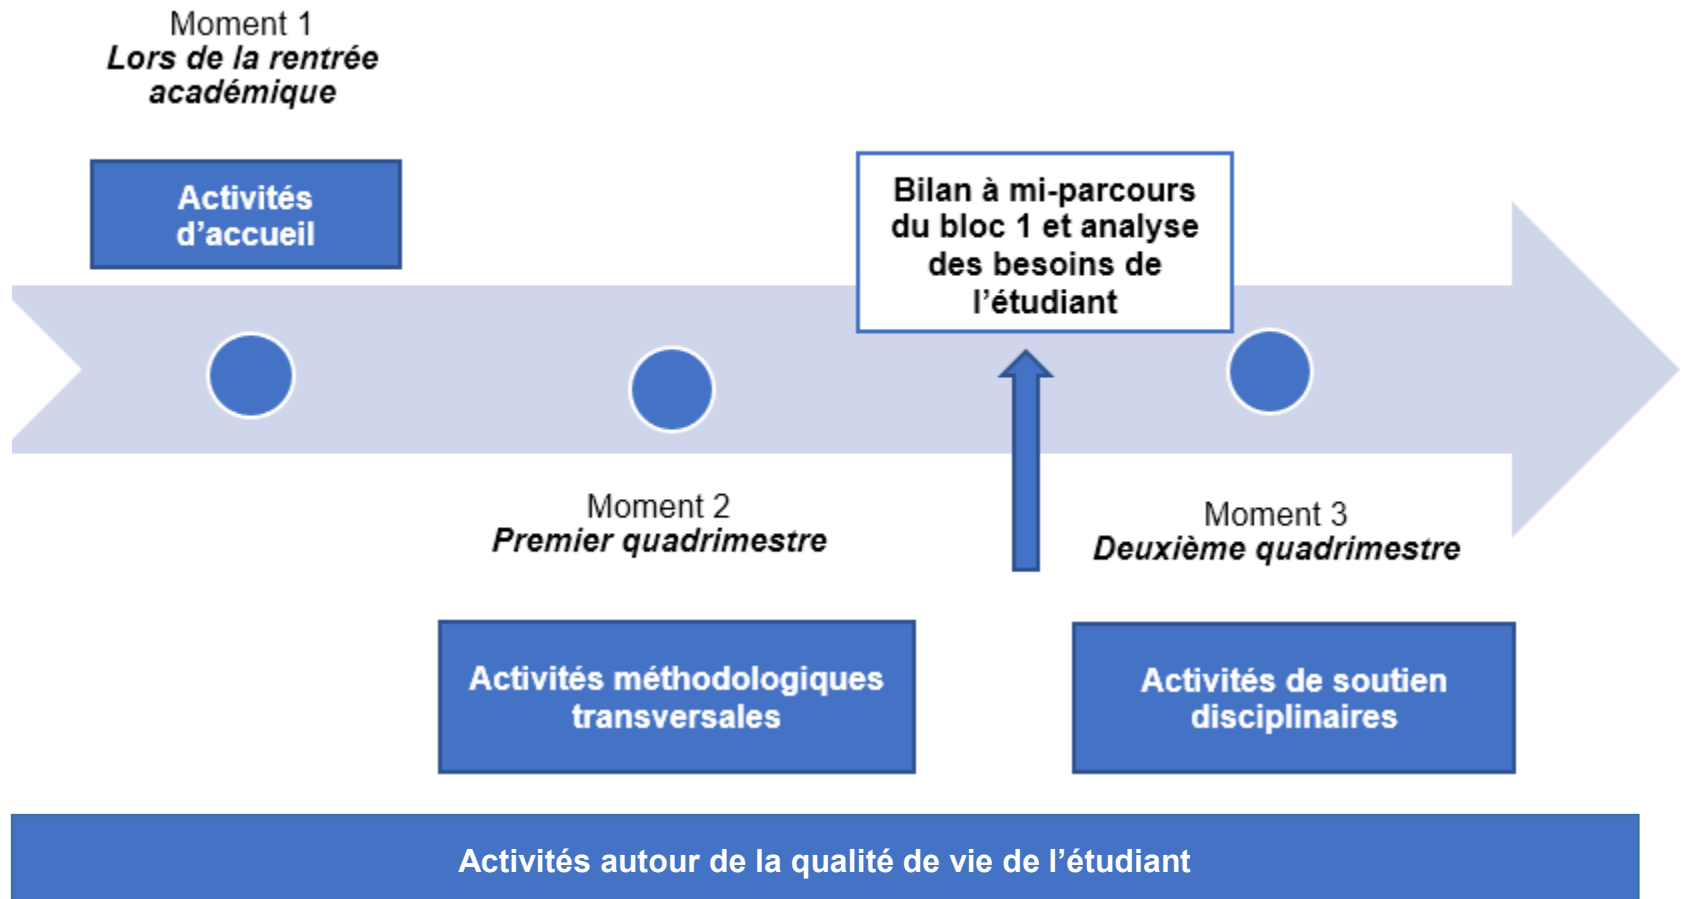 Moment 1
Lors de la rentrée
académique
Activités
d’accueil
Bilan à mi-parcours
du bloc 1 et analyse
des besoins de
l’étudiant
Moment 2
Premier quadrimestre
Moment 3
Deuxième quadrimestre
Activités méthodologiques
transversales
Activités de soutien
disciplinaires
Activités autour de la qualité de vie de l’étudiant